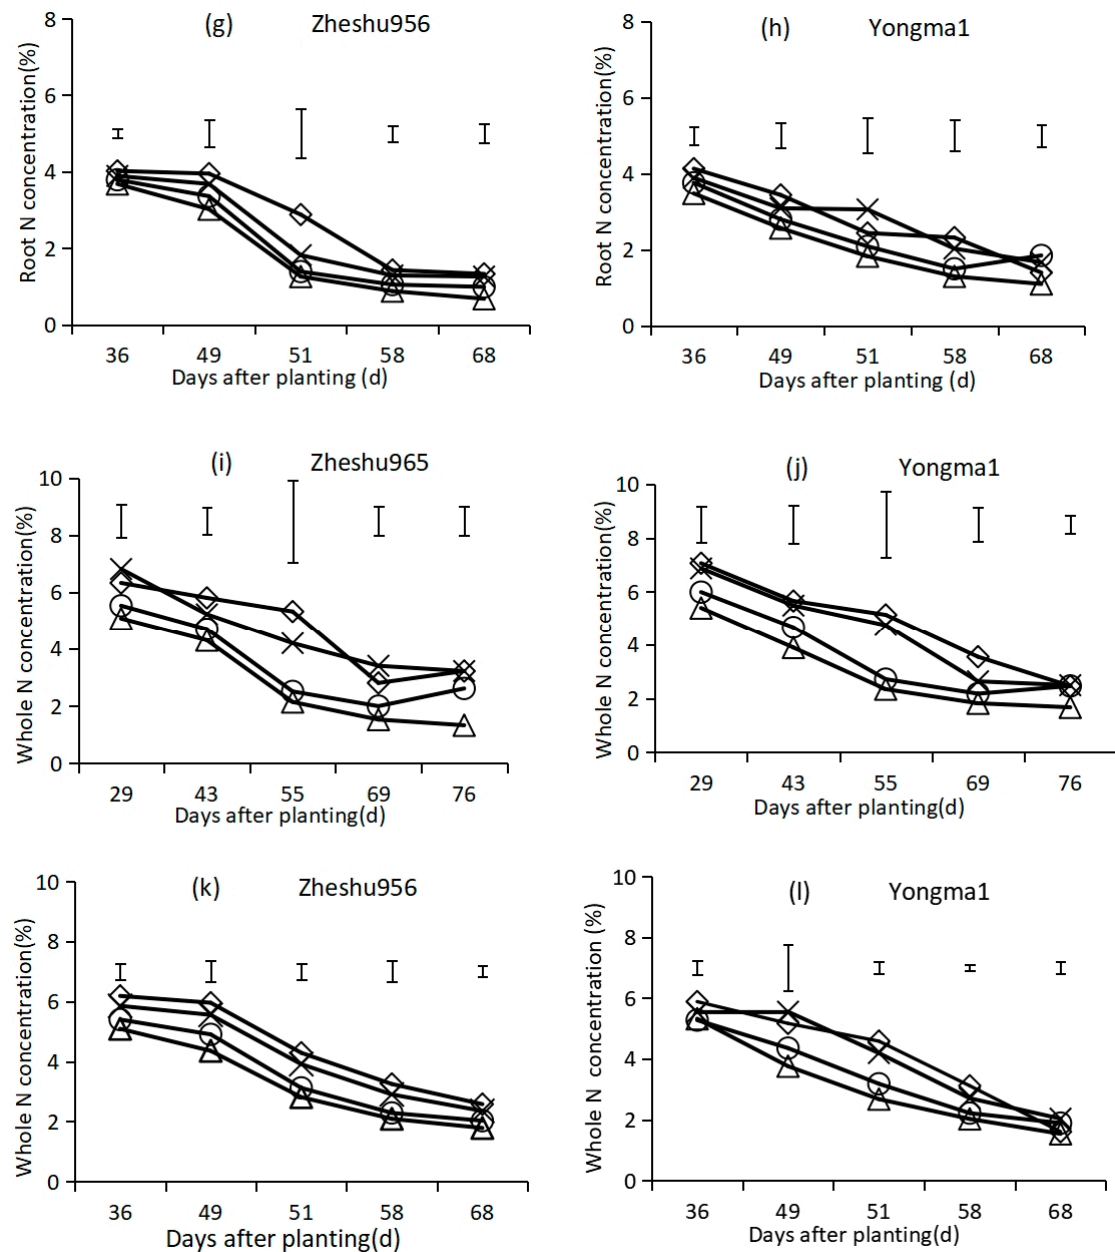 (g) Zheshu956
8
6
4
2
0
Root N concentration(%)
36 49 51 58 68
Days after planting (d)
(h) Yongma1
8
6
4
2
0
Root N concentration(%)
36 49 51 58 68
Days after planting (d)
(i) Zheshu965
10
8
6
4
2
0
Whole N concentration(%)
29 43 55 69 76
Days after planting(d)
(j) Yongma1
10
8
6
4
2
0
Whole N concentration(%)
29 43 55 69 76
Days after planting(d)
(k) Zheshu956
10
8
6
4
2
0
Whole N concentration(%)
36 49 51 58 68
Days after planting(d)
(l) Yongma1
10
8
6
4
2
0
Whole N concentration (%)
36 49 51 58 68
Days after planting(d)